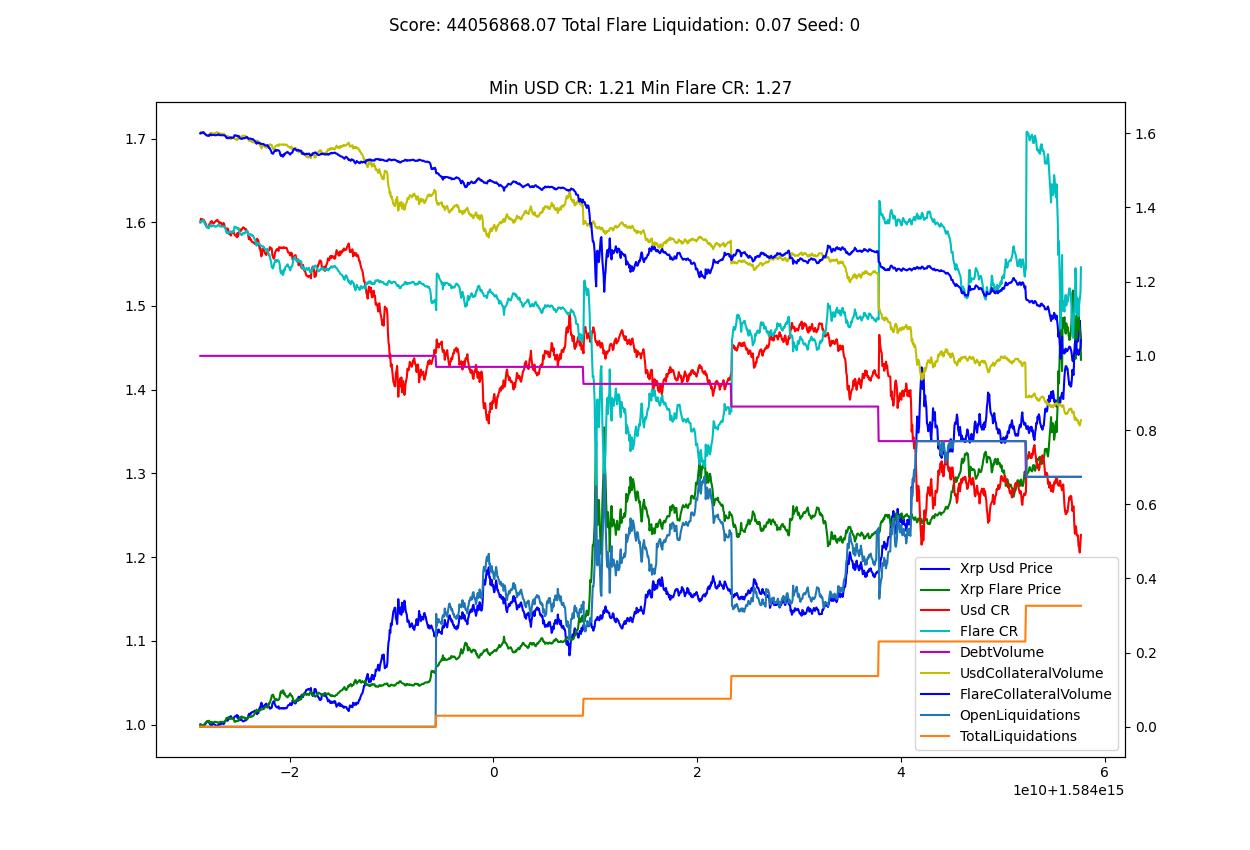 Score: 44056868.07 Total Flare Liquidation: 0.07 Seed: 0
Min USD CR: 1.21 Min Flare CR: 1.27
1.7
1.6
1.5
1.4
1.3
1.2
1.1
1.0
1.6
1.4
1.2
1.0
0.8
0.6
0.4
0.2
0.0
Xrp Usd Price
Xrp Flare Price
Usd CR
Flare CR
DebtVolume
UsdCollateralVolume
FlareCollateralVolume
OpenLiquidations
TotalLiquidations
−2 0 2 4 6
1e10+1.584e15